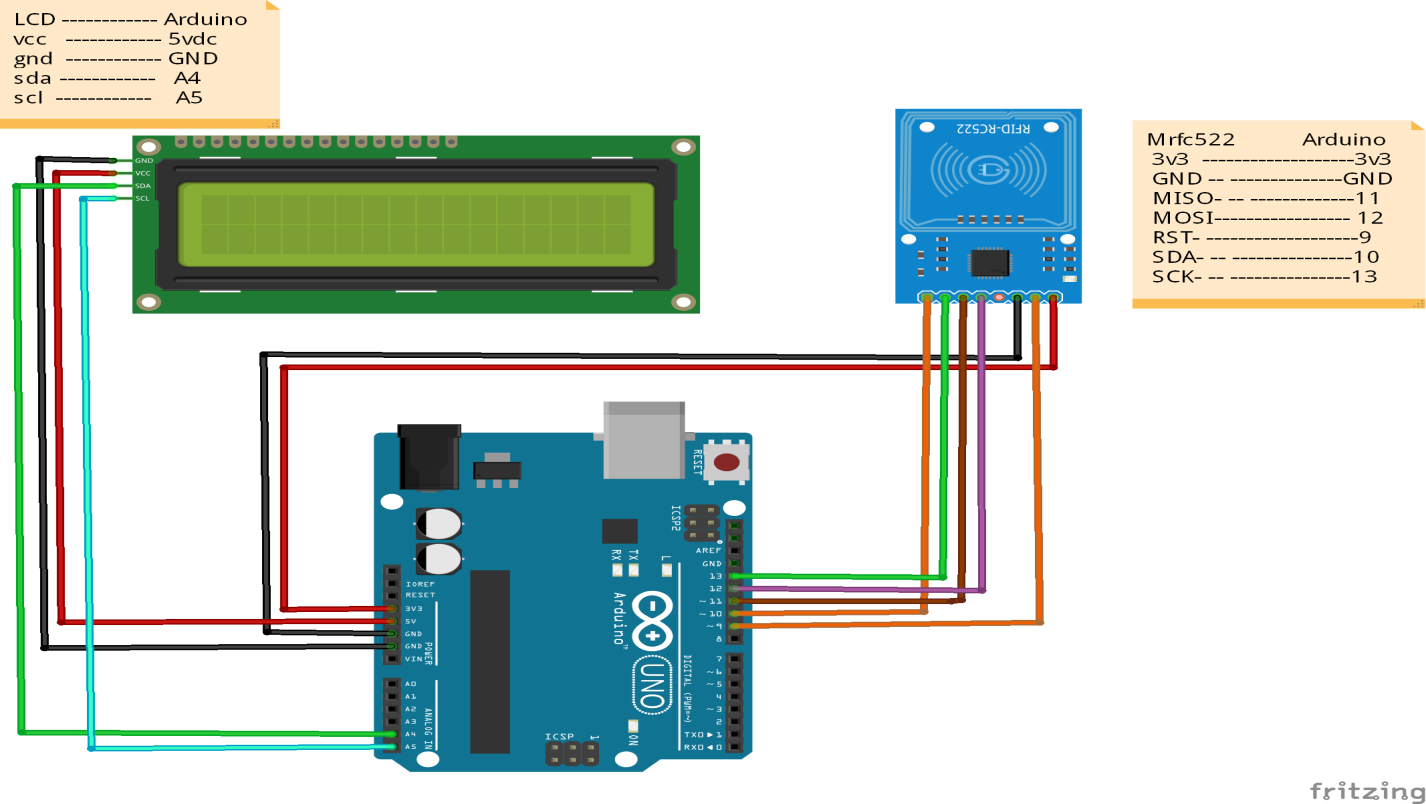 LCD ------------ Arduino
vcc ------------ 5vdc
gnd ------------ GND
sda ------------ A4
scl ------------ A5
GND
VCC
SDA
SCL
RFID-RC522
Mrfc522 Arduino
3v3 -------------------3v3
GND -- --------------GND
MISO- -- -------------11
MOSI----------------- 12
RST- -------------------9
SDA- -- ---------------10
SCK- -- ---------------13
RESET
ICSP2
AREF
GND
13
12
~11
~10
~9
8
RX
TX
L
IOREF
RESET
3V3
5V
GND
GND
VIN
POWER
Arduino™
UNO
DIGITAL (PWM=~)
7
~6
~5
4
~3
2
TX0 ▶ 1
RX0 ◀ 0
A0
A1
A2
A3
A4
A5
ANALOG IN
ICSP
1
ON
fritzing